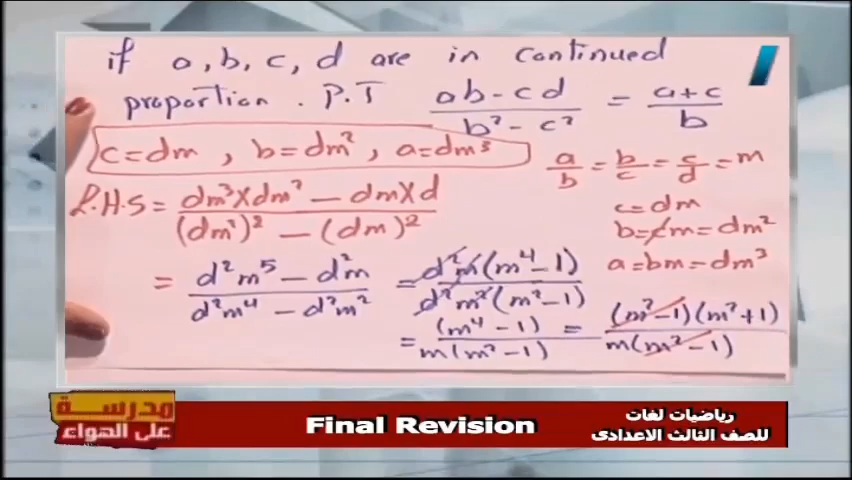 if a, b, c, d are in continued
proportion . P.T (ab - cd)/(b² - c²) = (a+c)/b
c = dm , b = dm² , a = dm³
a/b = b/c = c/d = m
L.H.S = (dm³ X dm² - dm X d)/((dm²)² - (dm)²)
c = dm
b = cm = dm²
a = bm = dm³
= (d²m⁵ - d²m)/(d²m⁴ - d²m²) = (d²m(m⁴ - 1))/(d²m²(m² - 1))
= (m⁴ - 1)/(m(m² - 1)) = ((m² - 1)(m² + 1))/(m(m² - 1))
مدرسة
على الهواء
Final Revision
رياضيات لغات
للصف الثالث الاعدادى